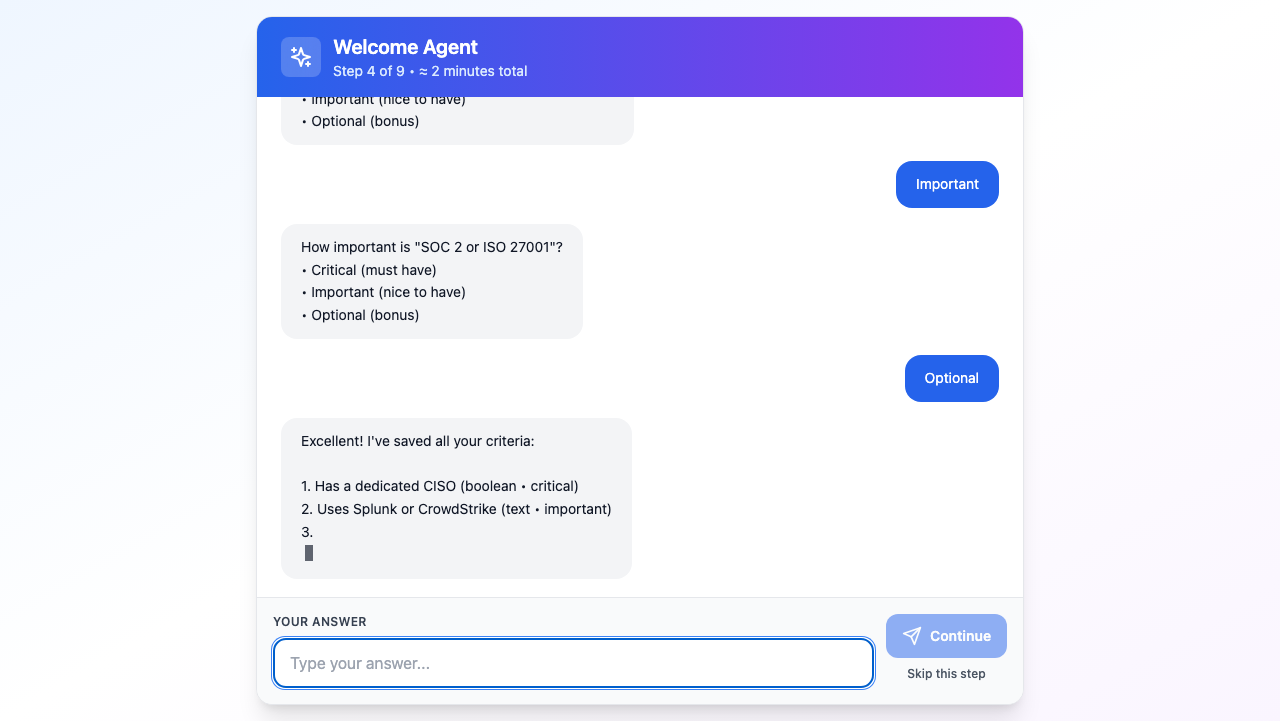 Welcome Agent
Step 4 of 9 • ≈ 2 minutes total
• Important (nice to have)
• Optional (bonus)
Important
How important is "SOC 2 or ISO 27001"?
• Critical (must have)
• Important (nice to have)
• Optional (bonus)
Optional
Excellent! I've saved all your criteria:
1. Has a dedicated CISO (boolean • critical)
2. Uses Splunk or CrowdStrike (text • important)
3.
YOUR ANSWER
Type your answer...
Continue
Skip this step